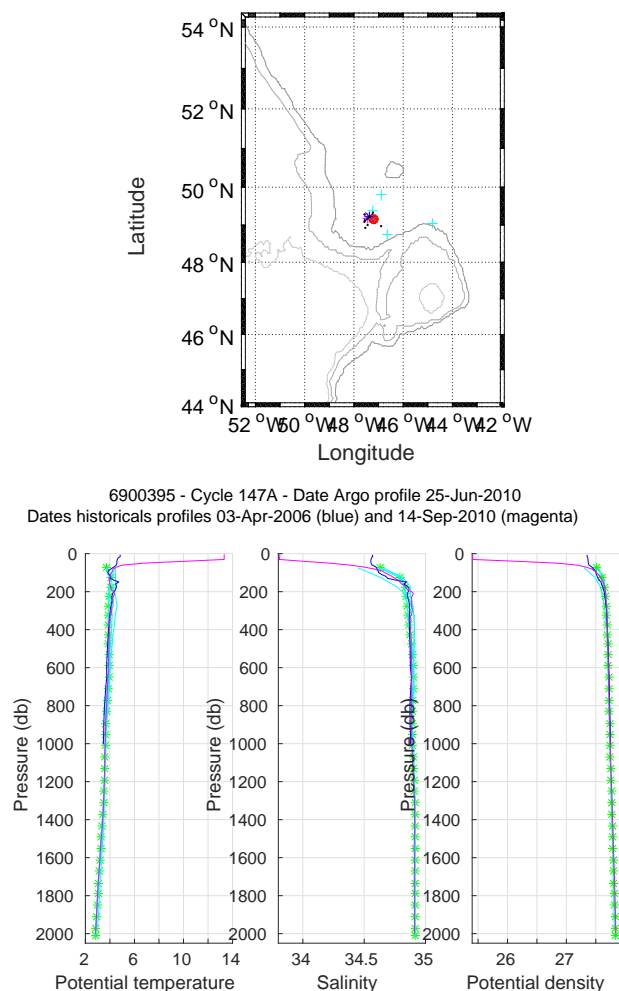 54 °N
52 °N
50 °N
48 °N
46 °N
44 °N
Latitude
52 °W 50 °W 48 °W 46 °W 44 °W 42 °W
Longitude
6900395 - Cycle 147A - Date Argo profile 25-Jun-2010
Dates historicals profiles 03-Apr-2006 (blue) and 14-Sep-2010 (magenta)
0
200
400
600
800
1000
1200
1400
1600
1800
2000
Pressure (db)
2 6 10 14
Potential temperature
0
200
400
600
800
1000
1200
1400
1600
1800
2000
Pressure (db)
34 34.5 35
Salinity
0
200
400
600
800
1000
1200
1400
1600
1800
2000
Pressure (db)
26 27
Potential density